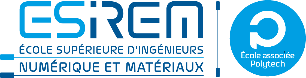 ESIREM
ÉCOLE SUPÉRIEURE D'INGÉNIEURS
NUMÉRIQUE ET MATÉRIAUX
École associée
Polytech